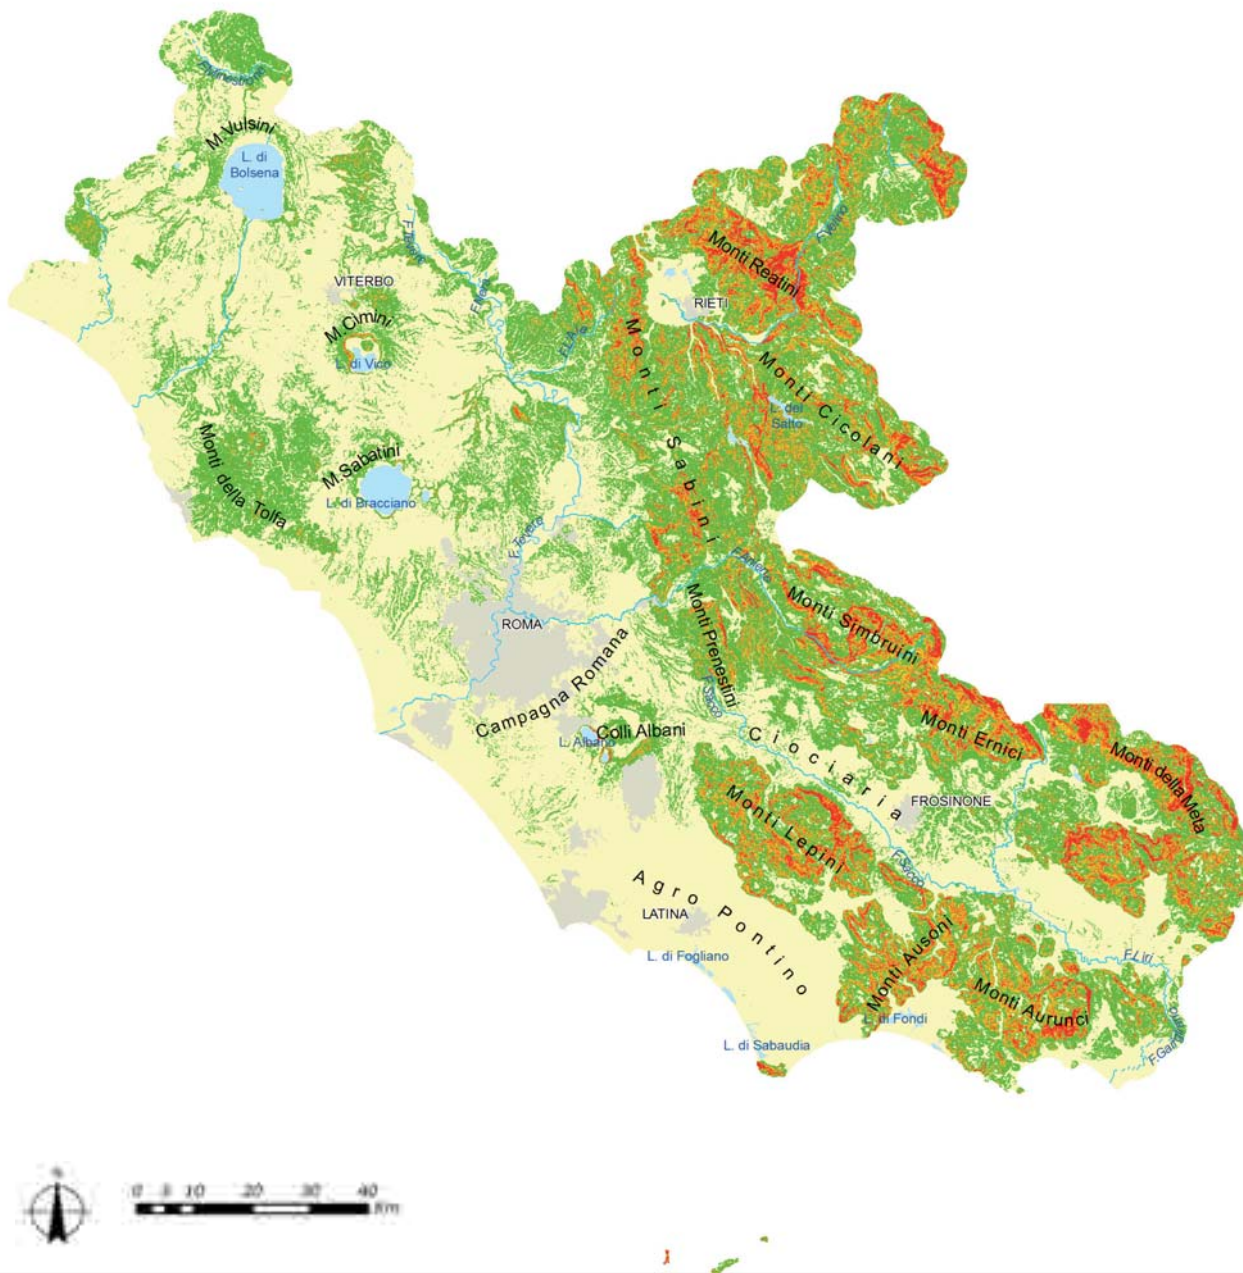 M.Vulsini
L. di
Bolsena
F.Tevere
F.Nera
VITERBO
M.Cimini
L. di Vico
F.Velino
Monti Reatini
RIETI
Monti Sabini
Monti Cicolani
L. del
Salto
Monti della Tolfa
M.Sabatini
L. di Bracciano
F. Tevere
F.Aniene
Monti Simbruini
Monti Prenestini
ROMA
Campagna Romana
F.Sacco
Colli Albani
L. Albano
Ciociaria
Monti Ernici
Monti della Meta
FROSINONE
Monti Lepini
F.Sacco
Agro Pontino
LATINA
L. di Fogliano
Monti Ausoni
F.Liri
Monti Aurunci
L. di Fondi
L. di Sabaudia
0 5 10 20 30 40
Km